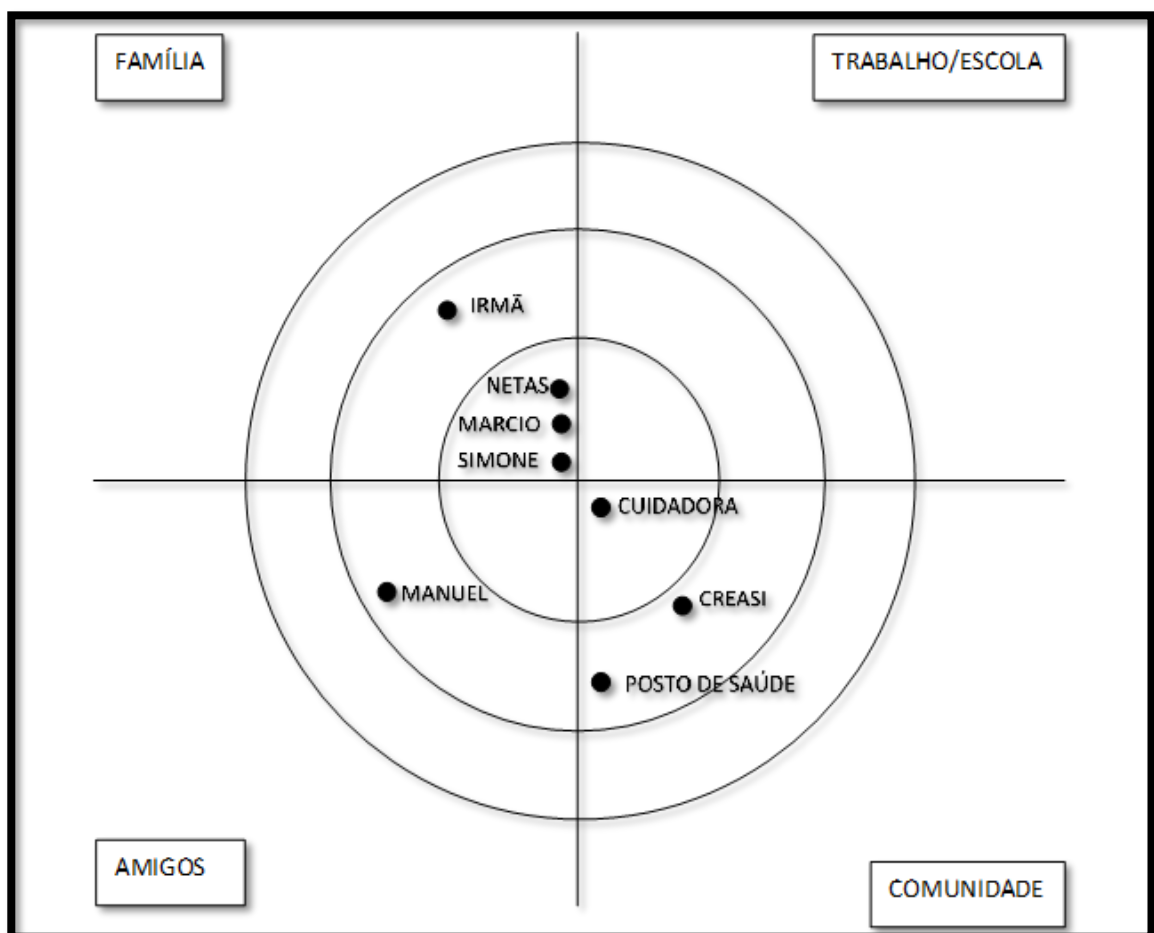 FAMÍLIA
TRABALHO/ESCOLA
IRMÃ
NETAS
MARCIO
SIMONE
CUIDADORA
MANUEL
CREASI
POSTO DE SAÚDE
AMIGOS
COMUNIDADE